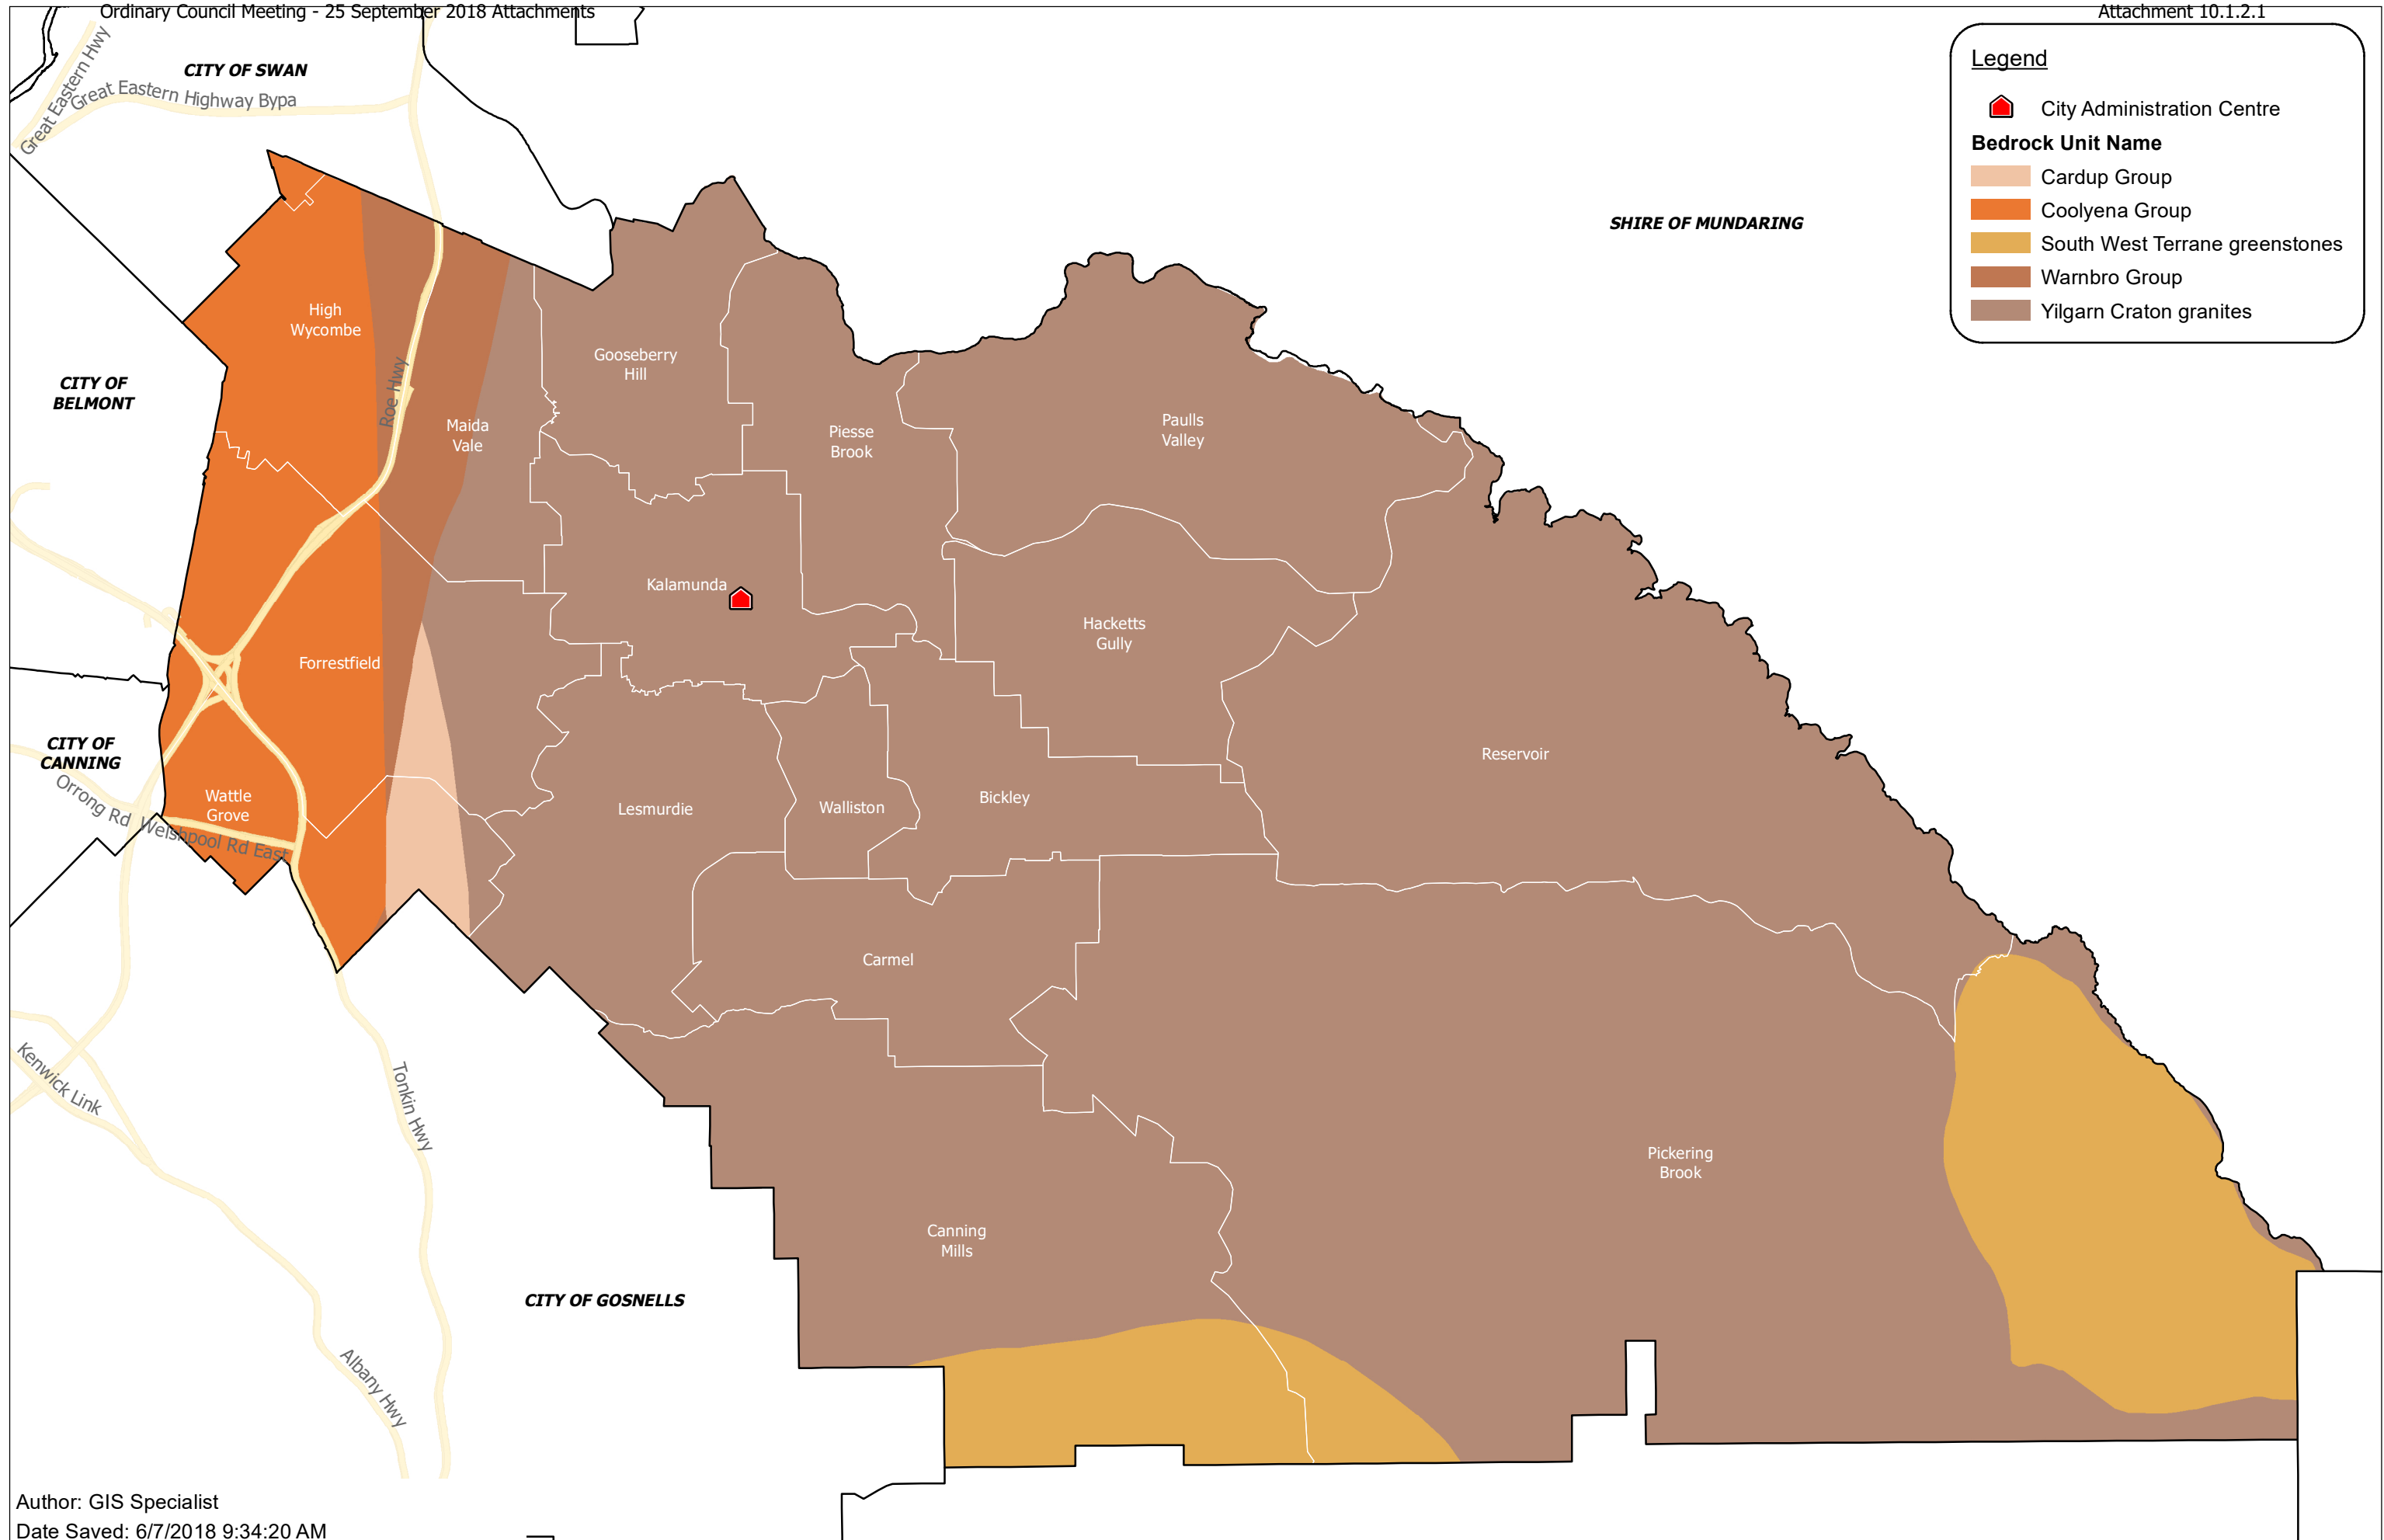 Ordinary Council Meeting - 25 September 2018 Attachments
Attachment 10.1.2.1
Legend
City Administration Centre
Bedrock Unit Name
Cardup Group
Coolyena Group
South West Terrane greenstones
Warnbro Group
Yilgarn Craton granites
Great Eastern Hwy
CITY OF SWAN
Great Eastern Highway Bypa
SHIRE OF MUNDARING
High
Wycombe
CITY OF
BELMONT
Roe Hwy
Gooseberry
Hill
Maida
Vale
Piesse
Brook
Paulls
Valley
Kalamunda
Hacketts
Gully
Forrestfield
CITY OF
CANNING
Reservoir
Orrong Rd
Wattle
Grove
Welshpool Rd East
Lesmurdie
Walliston
Bickley
Carmel
Kenwick Link
Tonkin Hwy
Pickering
Brook
Canning
Mills
CITY OF GOSNELLS
Albany Hwy
Author: GIS Specialist
Date Saved: 6/7/2018 9:34:20 AM